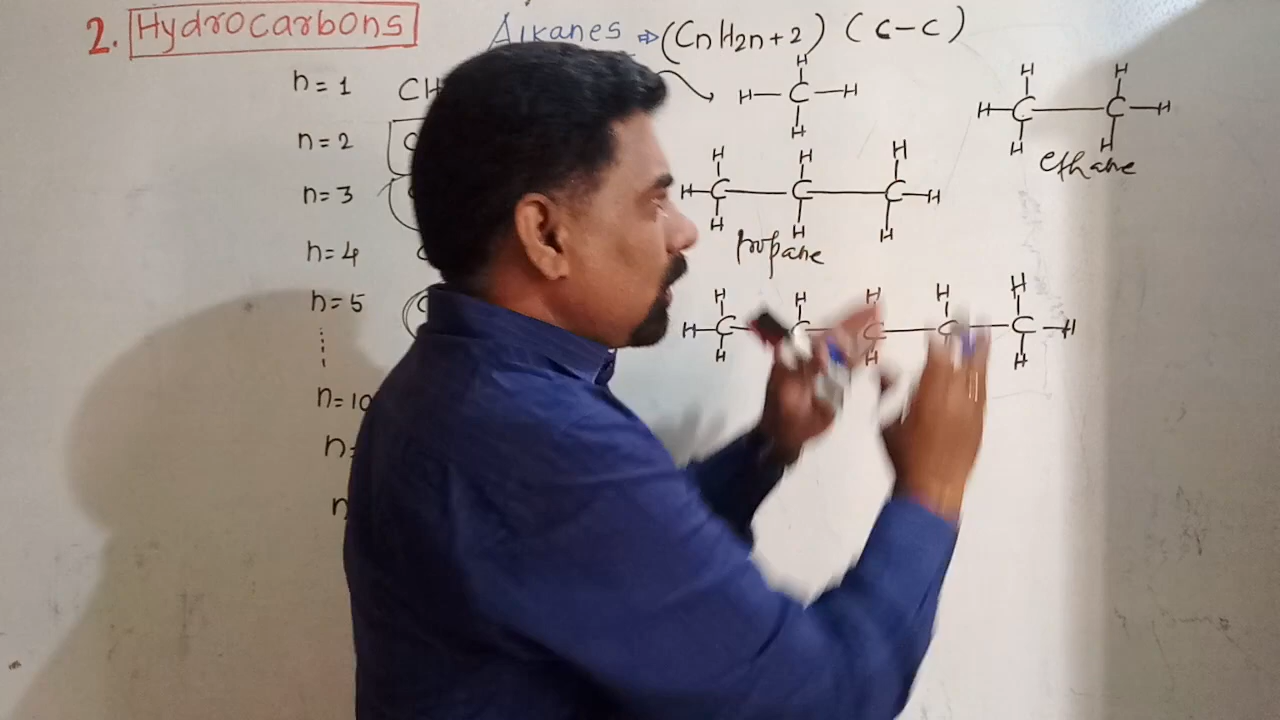 2. Hydrocarbons Alkanes ⇒ (CnH2n+2) (C-C)
n = 1 CH
n = 2
n = 3
n = 4
n = 5
n = 10
H
H-C-H
H
H H
H-C-C-H
H H
ethane
H H H
H-C-C-C-H
H H H
propane
H H H H H
H-C-C-C-C-C-H
H H H